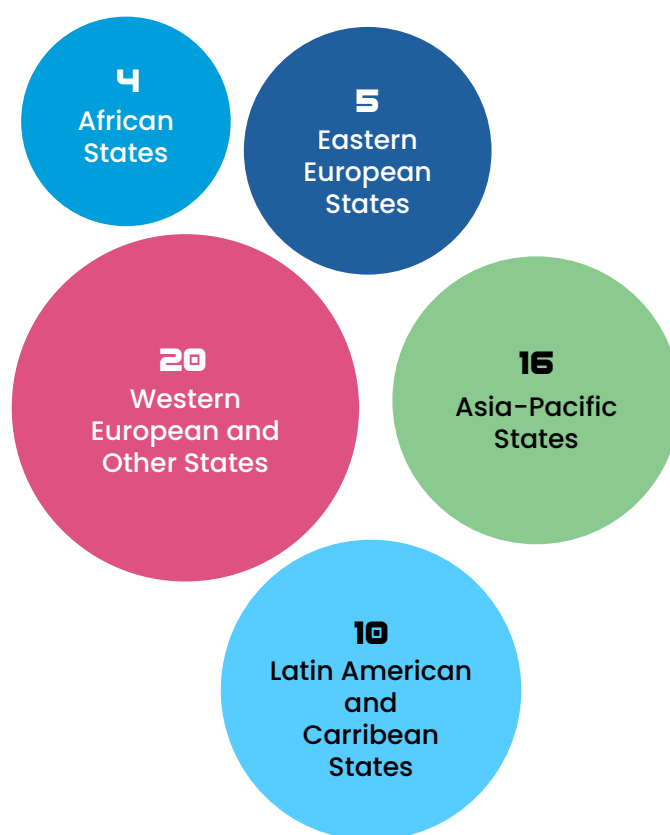 4
African
States
5
Eastern
European
States
20
Western
European and
Other States
16
Asia-Pacific
States
10
Latin American
and
Carribean
States